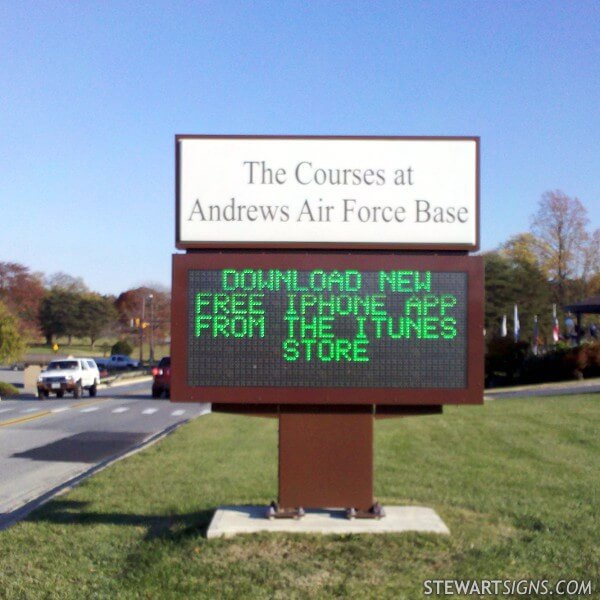 The Courses at
Andrews Air Force Base
DOWNLOAD NEW
FREE IPHONE APP
FROM THE ITUNES
STORE
STEWARTSIGNS.COM